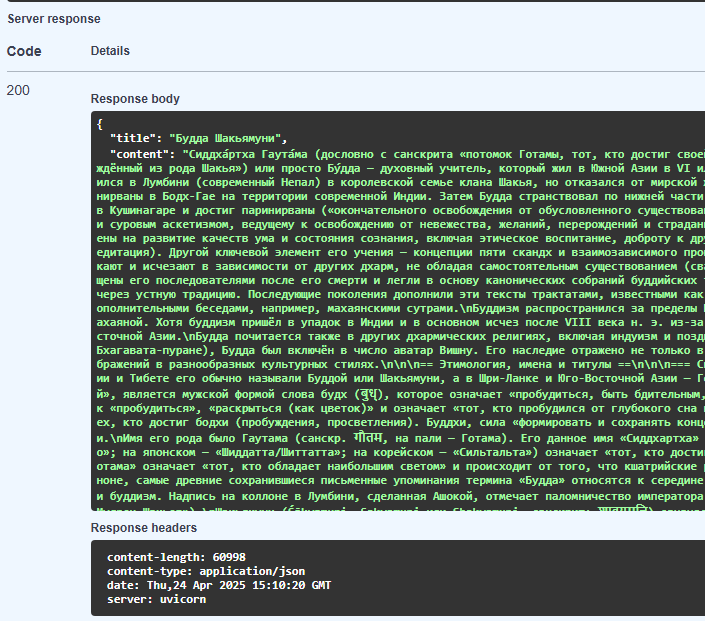 Server response
Code Details
200
Response body
{
"title": "Будда Шакьямуни",
"content": "Сиддха́ртха Гаута́ма (дословно с санскрита «потомок Готамы, тот, кто достиг свое
ждённый из рода Шакья») или просто Бу́дда — духовный учитель, который жил в Южной Азии в VI и
ился в Лумбини (современный Непал) в королевской семье клана Шакья, но отказался от мирской
нирваны в Бодх-Гае на территории современной Индии. Затем Будда странствовал по нижней части
в Кушинагаре и достиг паринирваны («окончательного освобождения от обусловленного существова
и суровым аскетизмом, ведущему к освобождению от невежества, желаний, перерождений и страдан
ены на развитие качеств ума и состояния сознания, включая этическое воспитание, доброту к др
едитация). Другой ключевой элемент его учения — концепции пяти скандх и взаимозависимого про
кают и исчезают в зависимости от других дхарм, не обладая самостоятельным существованием (сва
щены его последователями после его смерти и легли в основу канонических собраний буддийских
через устную традицию. Последующие поколения дополнили эти тексты трактатами, известными как
ополнительными беседами, например, махаянскими сутрами.\nБуддизм распространился за пределы
ахаяной. Хотя буддизм пришёл в упадок в Индии и в основном исчез после VIII века н. э. из-за
сточной Азии.\nБудда почитается также в других дхармических религиях, включая индуизм и позд
Бхагавата-пуране), Будда был включён в число аватар Вишну. Его наследие отражено не только в
бражений в разнообразных культурных стилях.\n\n\n== Этимология, имена и титулы ==\n\n\n=== С
ии и Тибете его обычно называли Буддой или Шакьямуни, а в Шри-Ланке и Юго-Восточной Азии — Г
й», является мужской формой слова будх (बुध्), которое означает «пробудиться, быть бдительным,
к «пробудиться», «раскрыться (как цветок)» и означает «тот, кто пробудился от глубокого сна
ех, кто достиг бодхи (пробуждения, просветления). Буддхи, сила «формировать и сохранять конц
и.\nИмя его рода было Гаутама (санскр. गौतम, на пали — Готама). Его данное имя «Сиддхартха»
о»; на японском — «Шиддатта/Шиттатта»; на корейском — «Сильтальта») означает «тот, кто дости
отама» означает «тот, кто обладает наибольшим светом» и происходит от того, что кшатрийские
ноне, самые древние сохранившиеся письменные упоминания термина «Будда» относятся к середине
и буддизм. Надпись на коллоне в Лумбини, сделанная Ашокой, отмечает паломничество императора
Response headers
content-length: 60998
content-type: application/json
date: Thu,24 Apr 2025 15:10:20 GMT
server: uvicorn